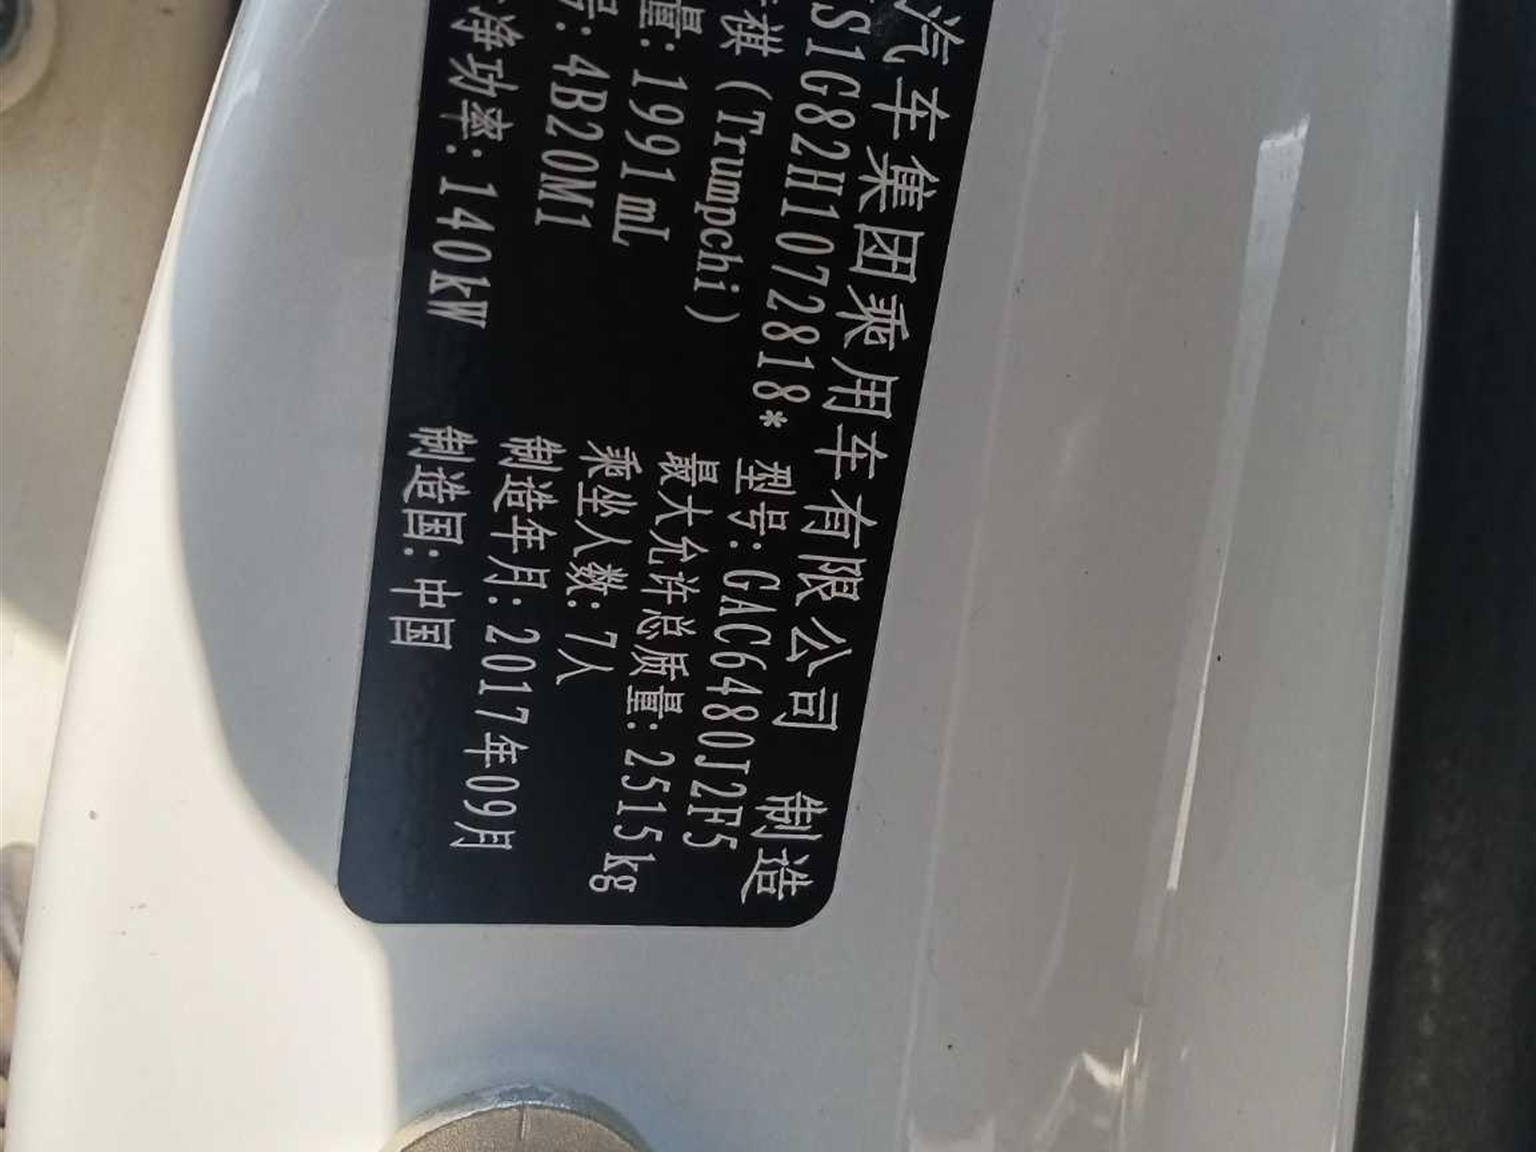 汽车集团乘用车有限公司 制造
S1G82H1072818* 型号:GAC6480J2F5
祺(Trumpchi) 最大允许总质量:2515kg
量:1991mL 乘坐人数:7人
号:4B20M1 制造年月:2017年09月
净功率:140kW 制造国:中国